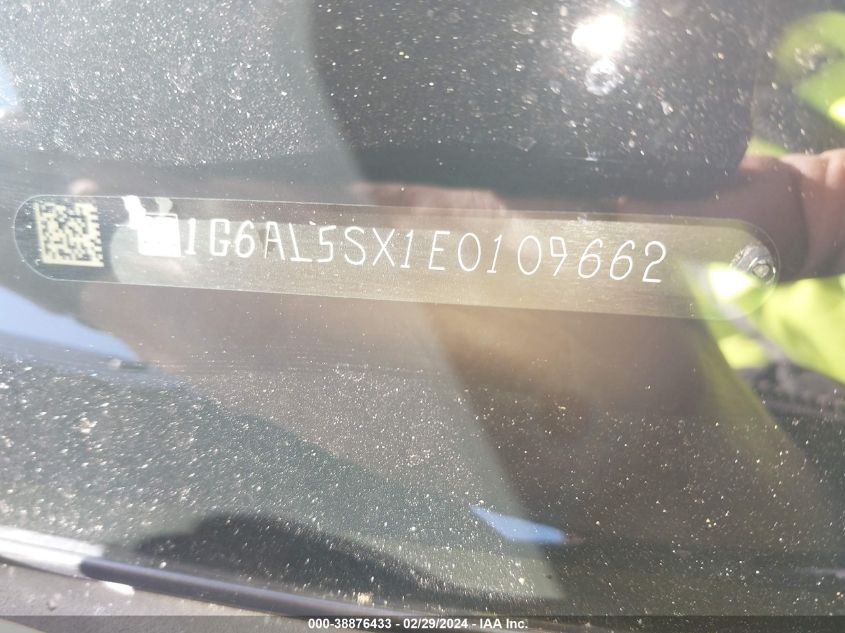 1G6AL5SX1E0109662
000-38876433 - 02/29/2024 - IAA Inc.